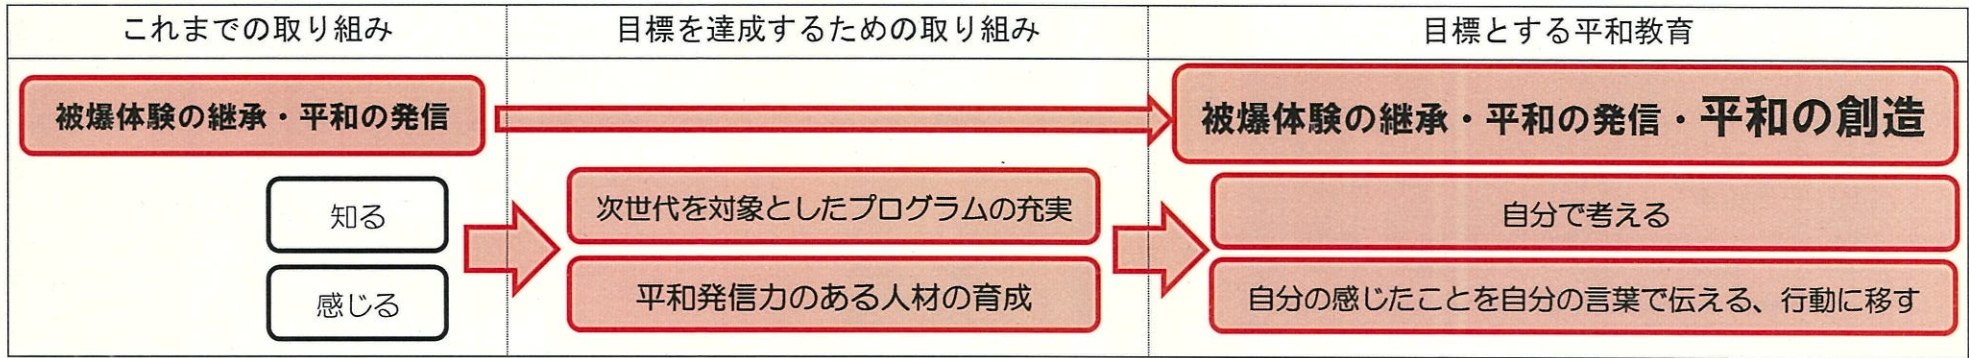 これまでの取り組み
目標を達成するための取り組み
目標とする平和教育
被爆体験の継承・平和の発信
被爆体験の継承・平和の発信・平和の創造
知る
感じる
次世代を対象としたプログラムの充実
平和発信力のある人材の育成
自分で考える
自分の感じたことを自分の言葉で伝える、行動に移す